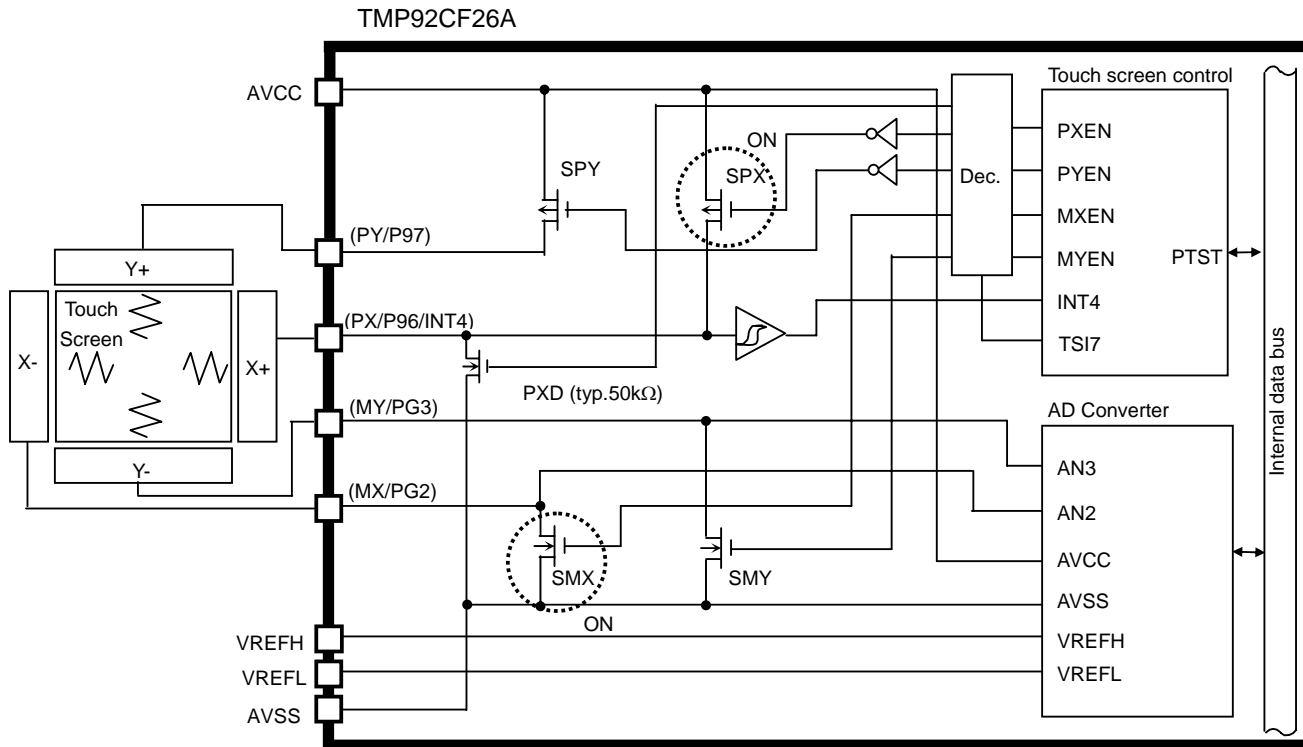 TMP92CF26A
AVCC
Touch screen control
ON
PXEN
SPY
SPX
Dec.
PYEN
MXEN
(PY/P97)
MYEN
PTST
Y+
Touch
Screen
(PX/P96/INT4)
INT4
X-
X+
TSI7
PXD (typ.50kΩ)
Internal data bus
(MY/PG3)
AD Converter
Y-
AN3
(MX/PG2)
AN2
AVCC
SMX
SMY
AVSS
ON
VREFH
VREFH
VREFL
VREFL
AVSS